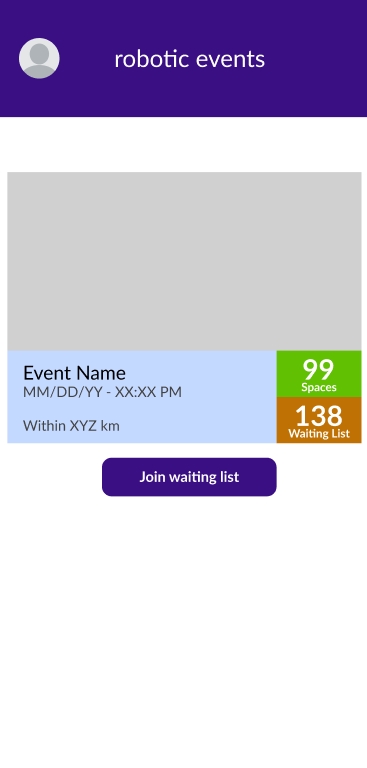 robotic events
Event Name
MM/DD/YY - XX:XX PM
Within XYZ km
99
Spaces
138
Waiting List
Join waiting list